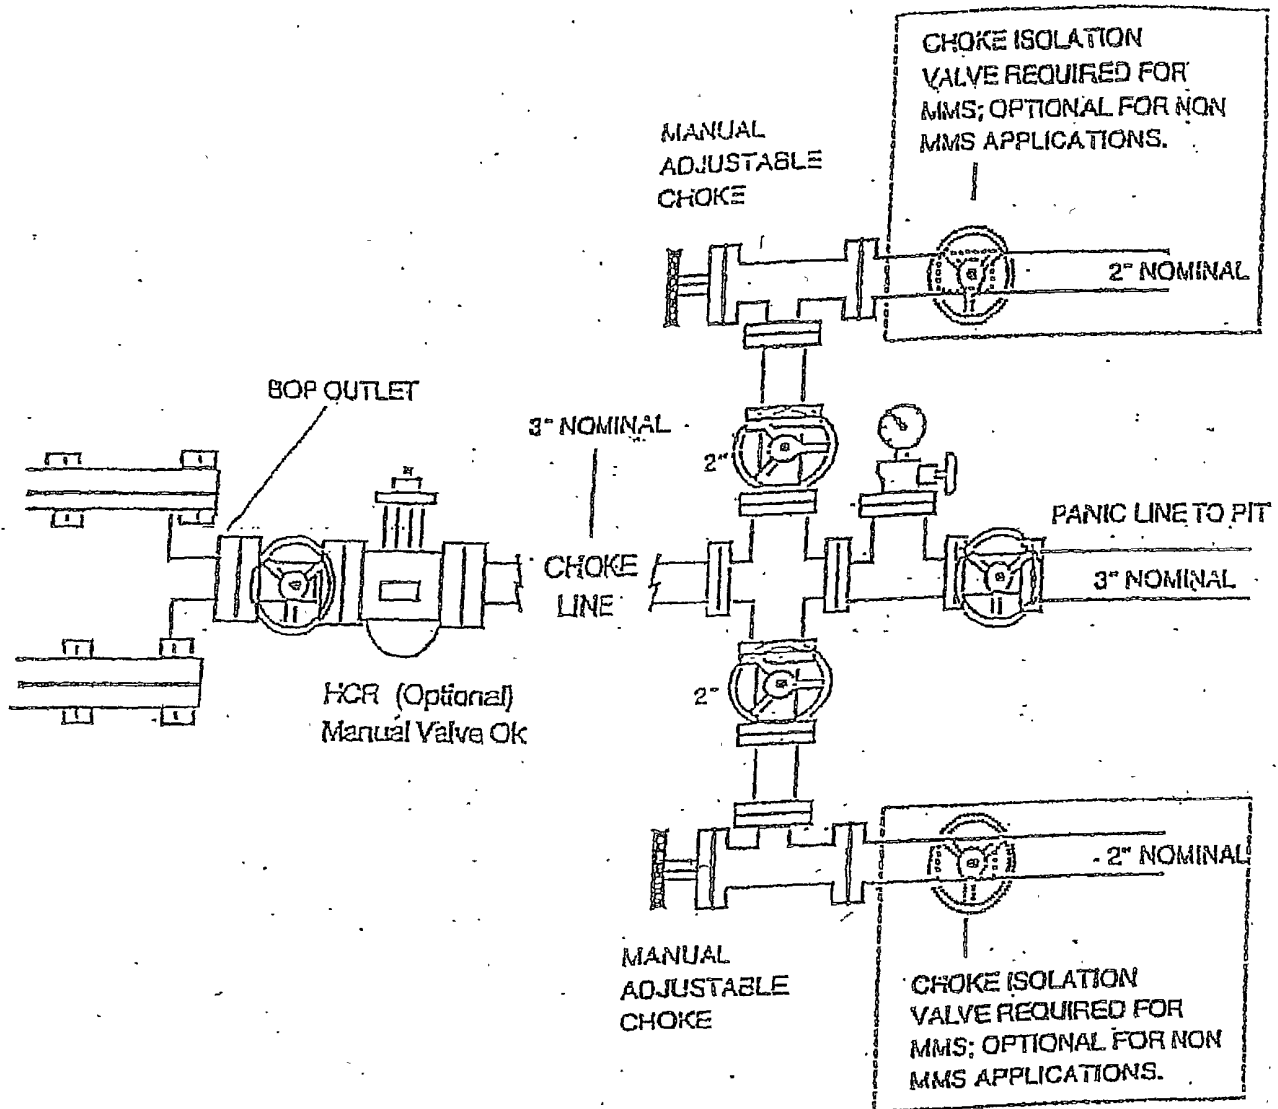 CHOKE ISOLATION
VALVE REQUIRED FOR
MMS; OPTIONAL FOR NON
MMS APPLICATIONS.
MANUAL
ADJUSTABLE
CHOKE
2" NOMINAL
BOP OUTLET
3" NOMINAL
2"
PANIC LINE TO PIT
CHOKE
LINE
3" NOMINAL
HCR (Optional)
Manual Valve Ok
2"
2" NOMINAL
MANUAL
ADJUSTABLE
CHOKE
CHOKE ISOLATION
VALVE REQUIRED FOR
MMS; OPTIONAL FOR NON
MMS APPLICATIONS.